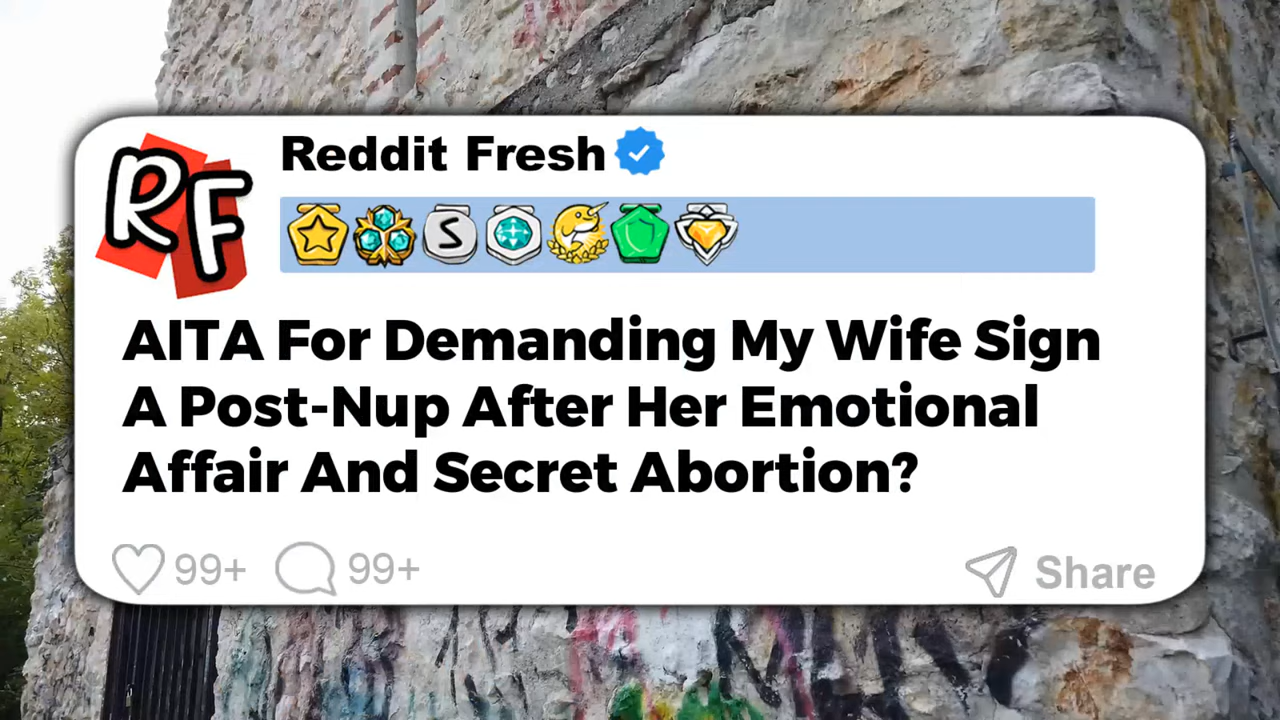 RF
Reddit Fresh
S
AITA For Demanding My Wife Sign
A Post-Nup After Her Emotional
Affair And Secret Abortion?
99+ 99+ Share